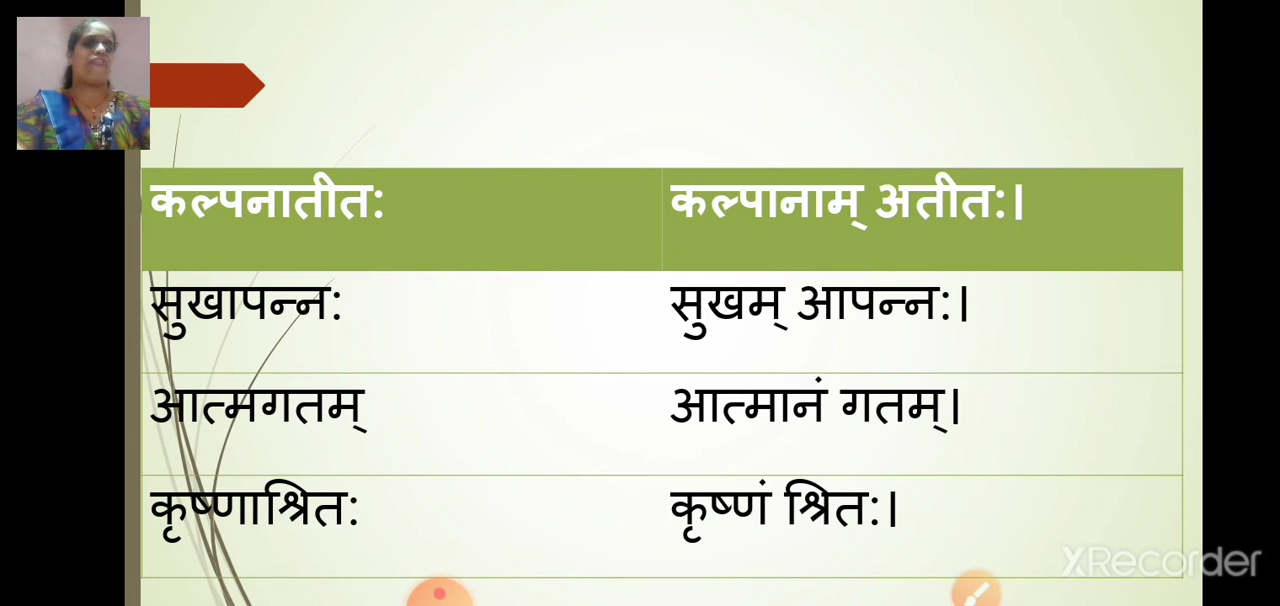 कल्पनातीत: कल्पानाम् अतीत:।
सुखापन्न: सुखम् आपन्न:।
आत्मगतम् आत्मानं गतम्।
कृष्णाश्रित: कृष्णं श्रित:।
XRecorder